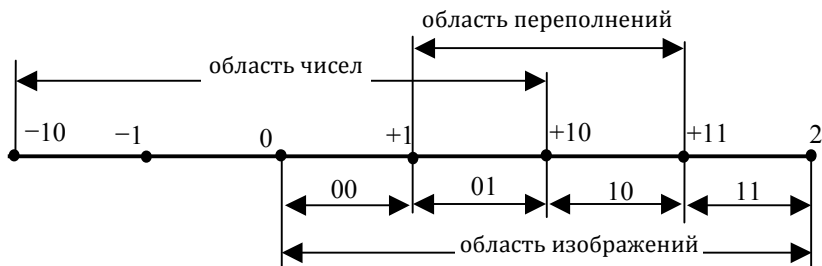 область переполнений
область чисел
−10 −1 0 +1 +10 +11 2
00 01 10 11
область изображений